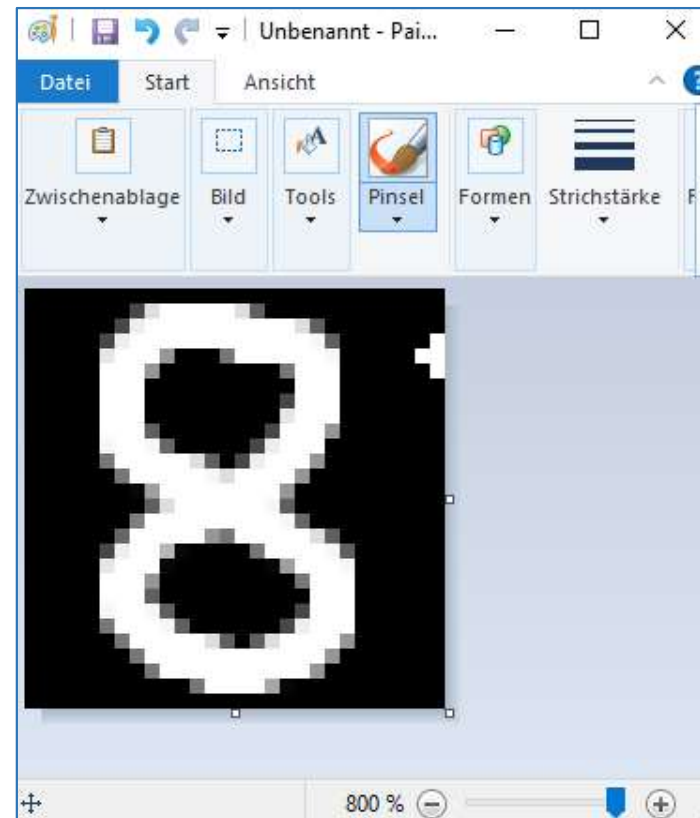 Unbenannt - Pai...
Datei Start Ansicht
Zwischenablage Bild Tools Pinsel Formen Strichstärke F
8
800 %